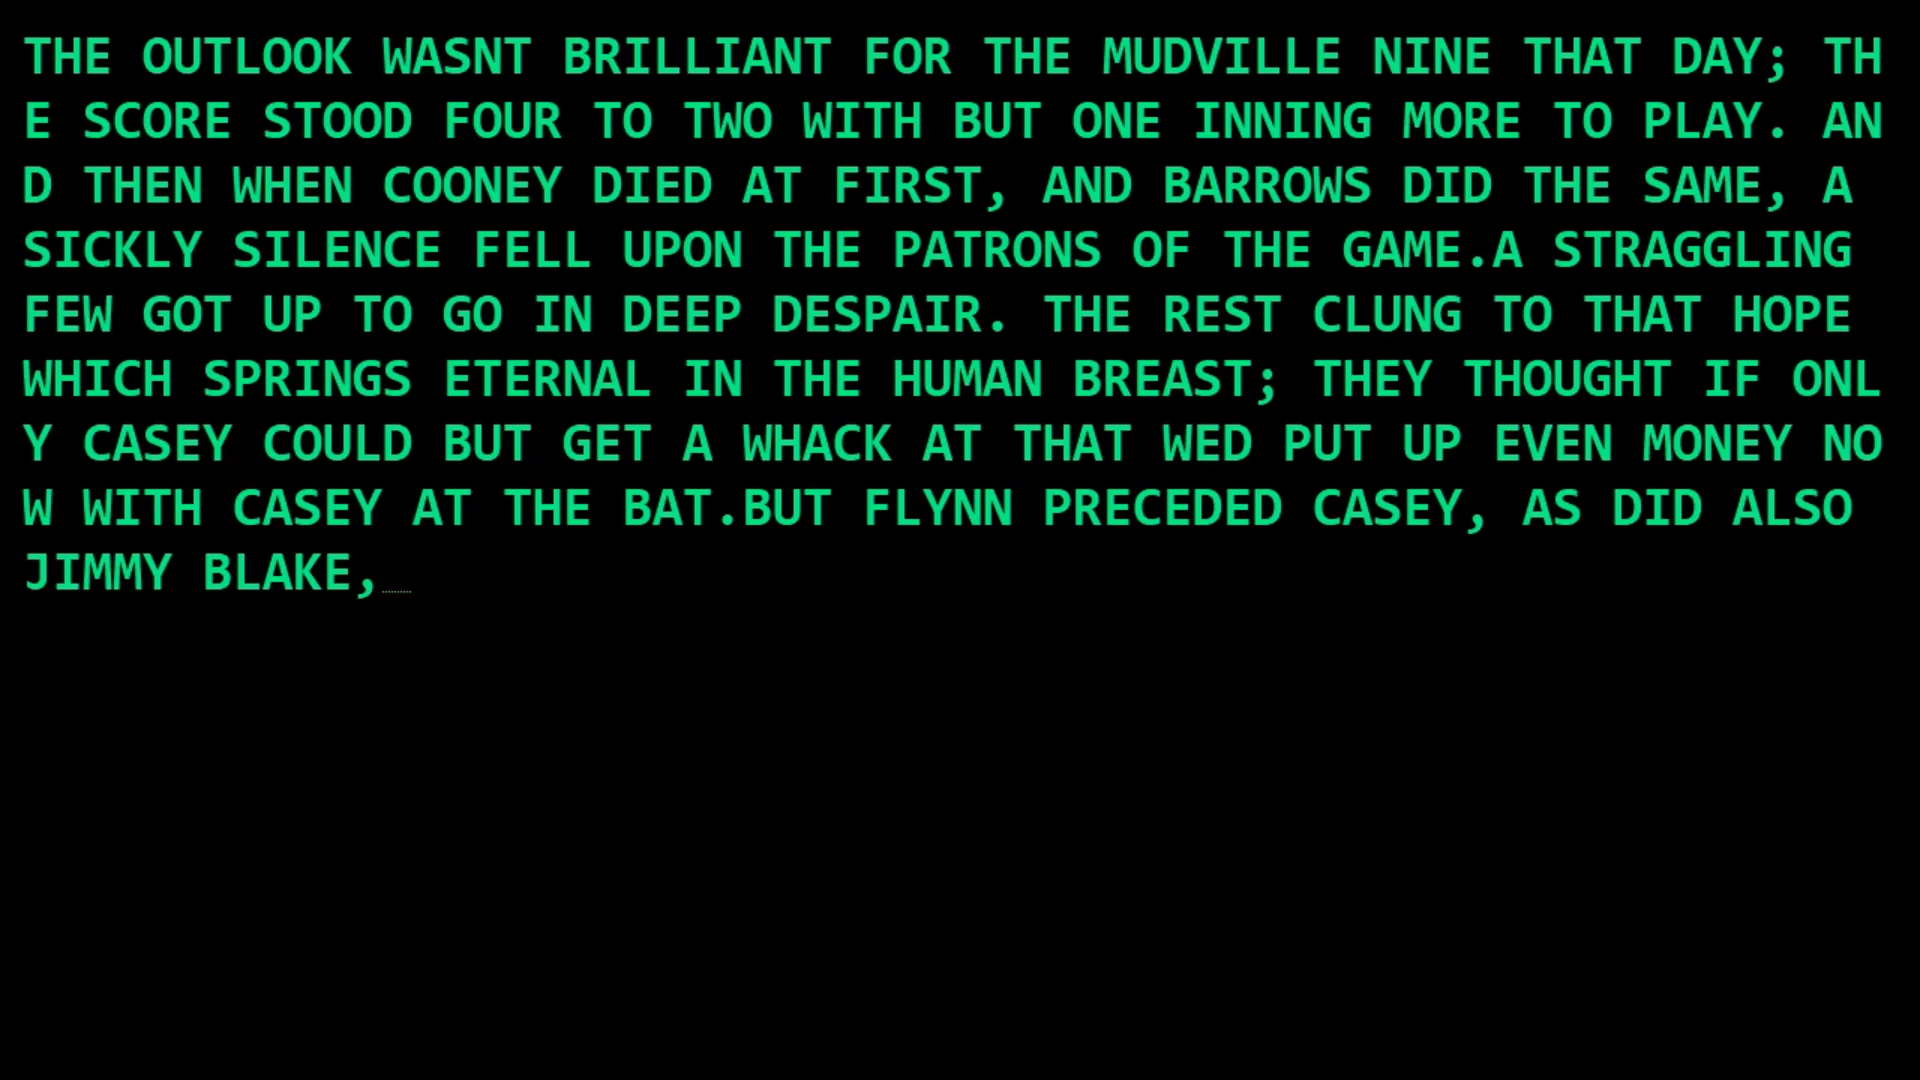 THE OUTLOOK WASNT BRILLIANT FOR THE MUDVILLE NINE THAT DAY; TH
E SCORE STOOD FOUR TO TWO WITH BUT ONE INNING MORE TO PLAY. AN
D THEN WHEN COONEY DIED AT FIRST, AND BARROWS DID THE SAME, A
SICKLY SILENCE FELL UPON THE PATRONS OF THE GAME.A STRAGGLING
FEW GOT UP TO GO IN DEEP DESPAIR. THE REST CLUNG TO THAT HOPE
WHICH SPRINGS ETERNAL IN THE HUMAN BREAST; THEY THOUGHT IF ONL
Y CASEY COULD BUT GET A WHACK AT THAT WED PUT UP EVEN MONEY NO
W WITH CASEY AT THE BAT.BUT FLYNN PRECEDED CASEY, AS DID ALSO
JIMMY BLAKE,